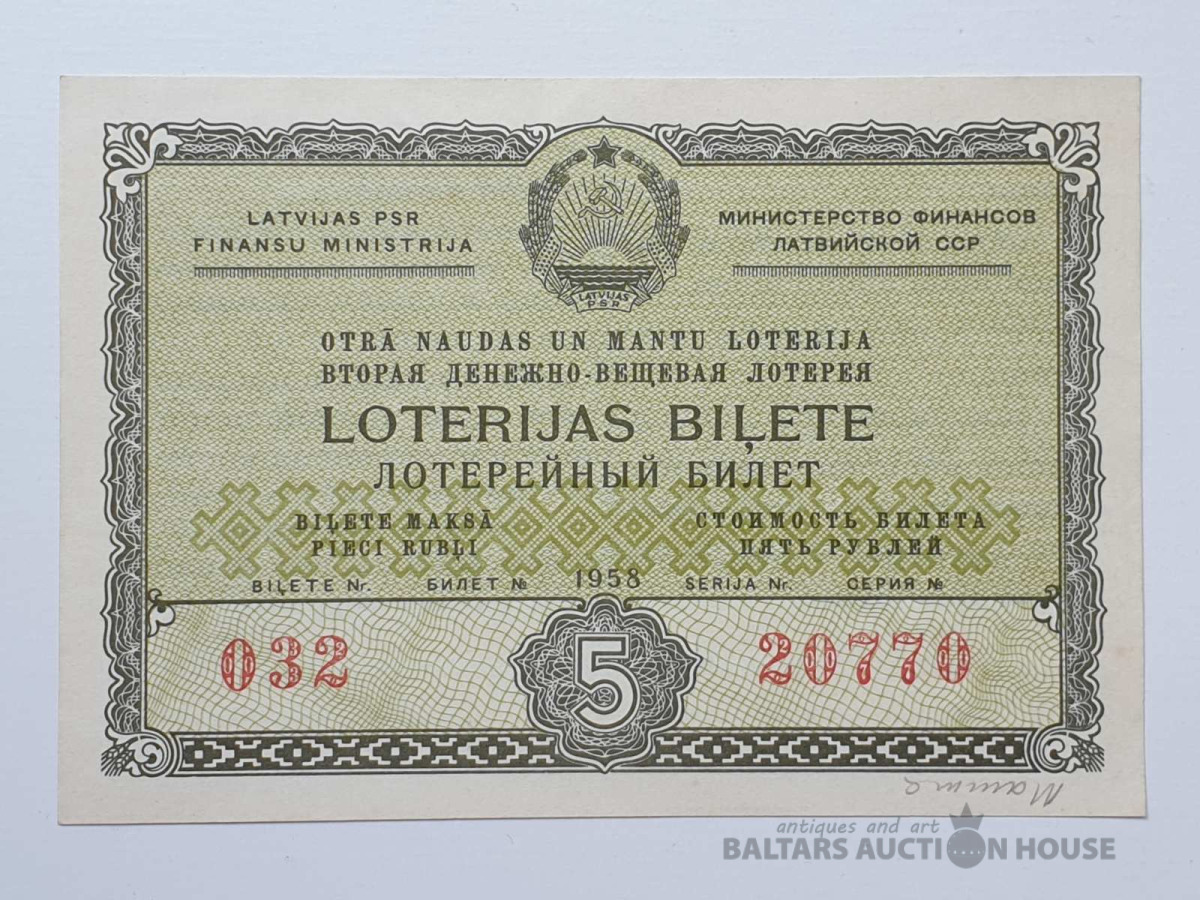 LATVIJAS PSR
FINANSU MINISTRIJA
МИНИСТЕРСТВО ФИНАНСОВ
ЛАТВИЙСКОЙ ССР
LATVIJAS
PSR
OTRĀ NAUDAS UN MANTU LOTERIJA
ВТОРАЯ ДЕНЕЖНО-ВЕЩЕВАЯ ЛОТЕРЕЯ
LOTERIJAS BIĻETE
ЛОТЕРЕЙНЫЙ БИЛЕТ
BIĻETE MAKSĀ
PIECI RUBĻI
СТОИМОСТЬ БИЛЕТА
ПЯТЬ РУБЛЕЙ
BIĻETE Nr. БИЛЕТ № 1958 SERIJA Nr. СЕРИЯ №
032 5 20770
antiques and art
BALTARS AUCTION HOUSE